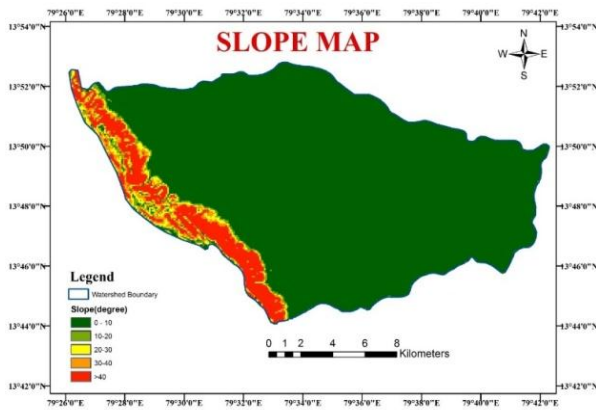 79°26'0"E 79°28'0"E 79°30'0"E 79°32'0"E 79°34'0"E 79°36'0"E 79°38'0"E 79°40'0"E 79°42'0"E
SLOPE MAP
N
W E
S
13°54'0"N 13°54'0"N
13°52'0"N 13°52'0"N
13°50'0"N 13°50'0"N
13°48'0"N 13°48'0"N
13°46'0"N 13°46'0"N
13°44'0"N 13°44'0"N
13°42'0"N 13°42'0"N
Legend
Watershed Boundary
Slope(degree)
0 - 10
10-20
20-30
30-40
>40
0 1 2 4 6 8
Kilometers
79°26'0"E 79°28'0"E 79°30'0"E 79°32'0"E 79°34'0"E 79°36'0"E 79°38'0"E 79°40'0"E 79°42'0"E